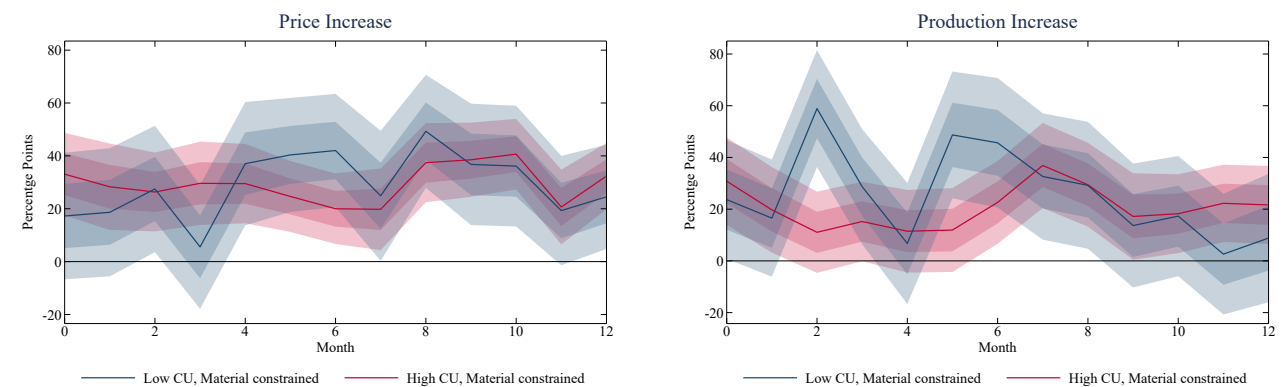 Price Increase
80
60
40
20
0
-20
Percentge Points
0 2 4 6 8 10 12
Month
Low CU, Material constrained High CU, Material constrained
Production Increase
80
60
40
20
0
-20
Percentge Points
0 2 4 6 8 10 12
Month
Low CU, Material constrained High CU, Material constrained